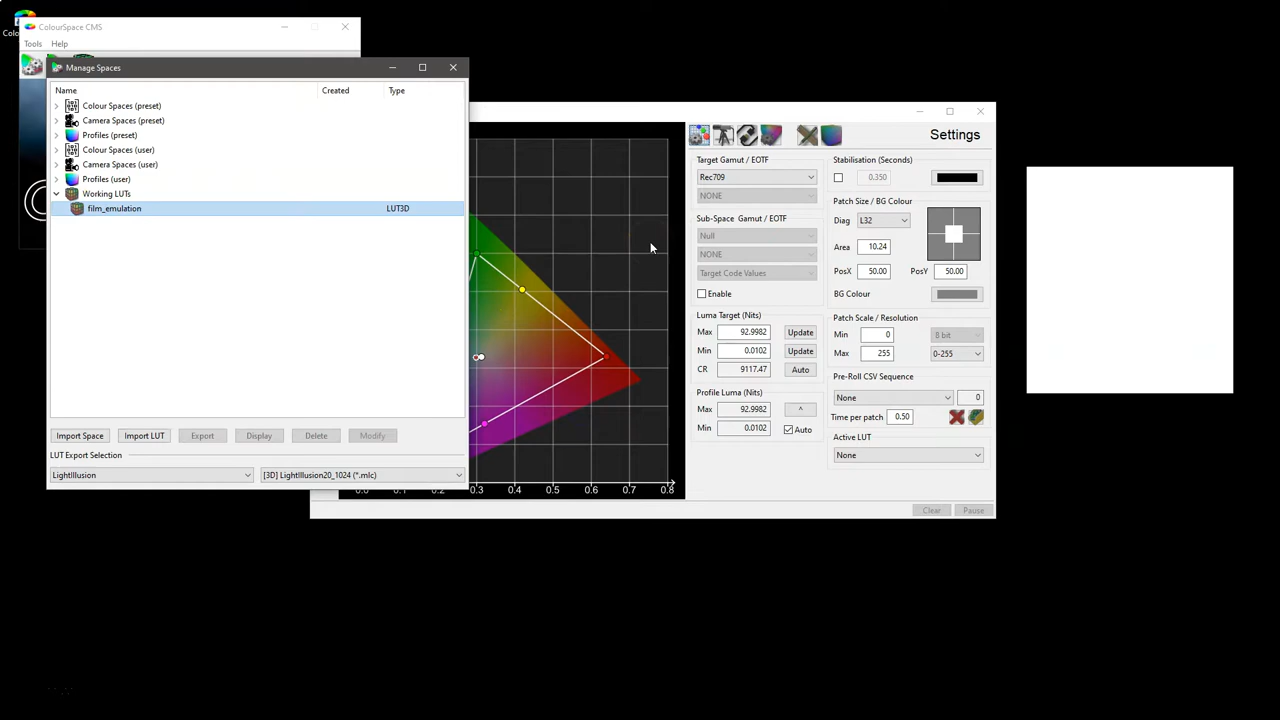 ColourSpace CMS
Tools Help
Manage Spaces
Name Created Type
Colour Spaces (preset)
Camera Spaces (preset)
Profiles (preset)
Colour Spaces (user)
Camera Spaces (user)
Profiles (user)
Working LUTs
film_emulation LUT3D
Import Space Import LUT Export Display Delete Modify
LUT Export Selection
LightIllusion [3D] LightIllusion20_1024 (*.mlc)
0.3 0.4 0.5 0.6 0.7 0.8
Settings
Target Gamut / EOTF
Rec709
NONE
Sub-Space Gamut / EOTF
Null
NONE
Target Code Values
Enable
Luma Target (Nits)
Max 92.9982 Update
Min 0.0102 Update
CR 9117.47 Auto
Profile Luma (Nits)
Max 92.9982 ^
Min 0.0102 Auto
Stabilisation (Seconds)
0.350
Patch Size / BG Colour
Diag L32
Area 10.24
PosX 50.00 PosY 50.00
BG Colour
Patch Scale / Resolution
Min 0 8 bit
Max 255 0-255
Pre-Roll CSV Sequence
None 0
Time per patch 0.50
Active LUT
None
Clear Pause